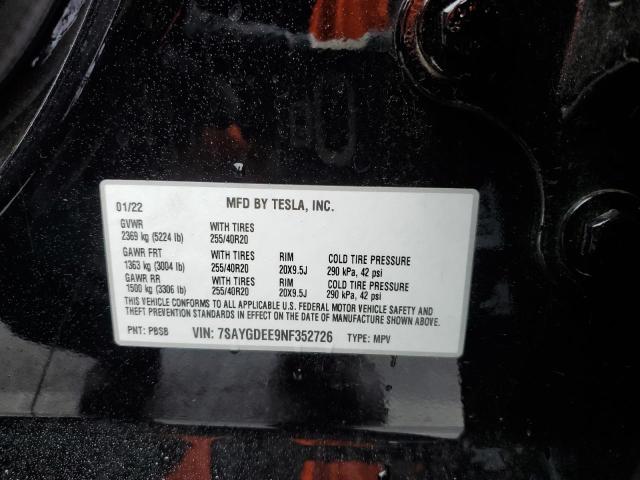 01/22 MFD BY TESLA, INC.
GVWR WITH TIRES
2369 kg (5224 lb) 255/40R20
GAWR FRT WITH TIRES RIM COLD TIRE PRESSURE
1363 kg (3004 lb) 255/40R20 20X9.5J 290 kPa, 42 psi
GAWR RR WITH TIRES RIM COLD TIRE PRESSURE
1500 kg (3306 lb) 255/40R20 20X9.5J 290 kPa, 42 psi
THIS VEHICLE CONFORMS TO ALL APPLICABLE U.S. FEDERAL MOTOR VEHICLE SAFETY AND
THEFT PREVENTION STANDARDS IN EFFECT ON THE DATE OF MANUFACTURE SHOWN ABOVE.
PNT: PBSB VIN: 7SAYGDEE9NF352726 TYPE: MPV